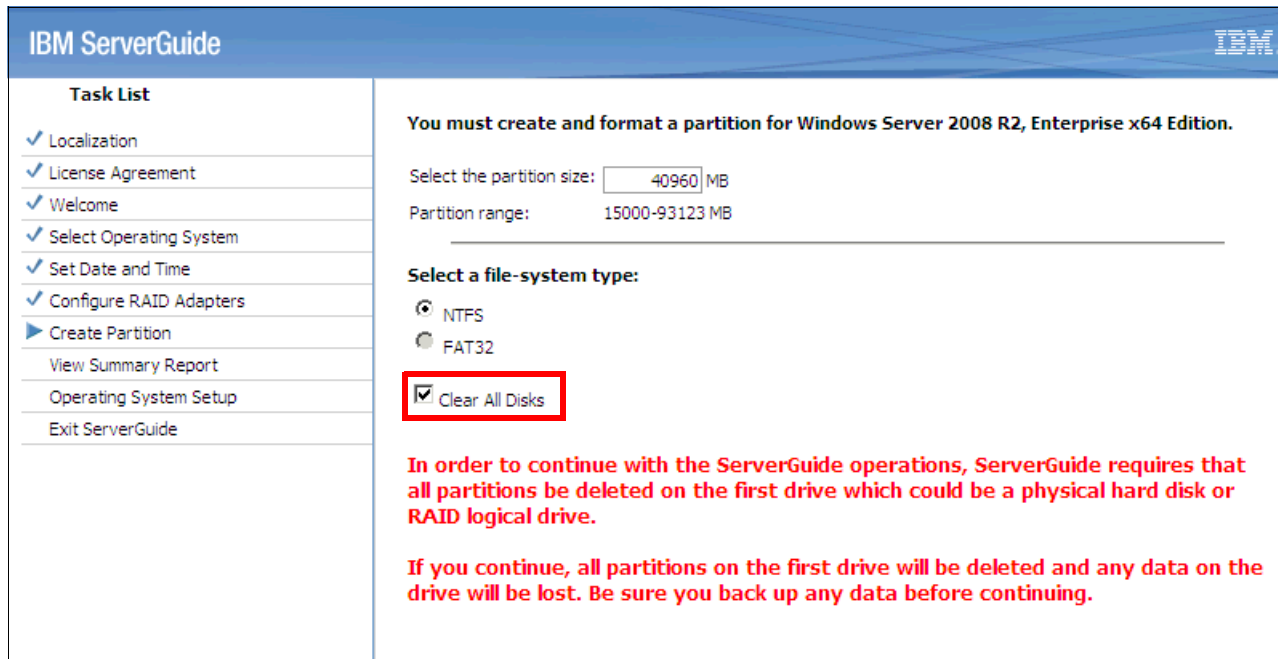 IBM ServerGuide
IBM.
Task List
Localization
License Agreement
Welcome
Select Operating System
Set Date and Time
Configure RAID Adapters
Create Partition
View Summary Report
Operating System Setup
Exit ServerGuide
You must create and format a partition for Windows Server 2008 R2, Enterprise x64 Edition.
Select the partition size: 40960 MB
Partition range: 15000-93123 MB
Select a file-system type:
NTFS
FAT32
Clear All Disks
In order to continue with the ServerGuide operations, ServerGuide requires that
all partitions be deleted on the first drive which could be a physical hard disk or
RAID logical drive.
If you continue, all partitions on the first drive will be deleted and any data on the
drive will be lost. Be sure you back up any data before continuing.